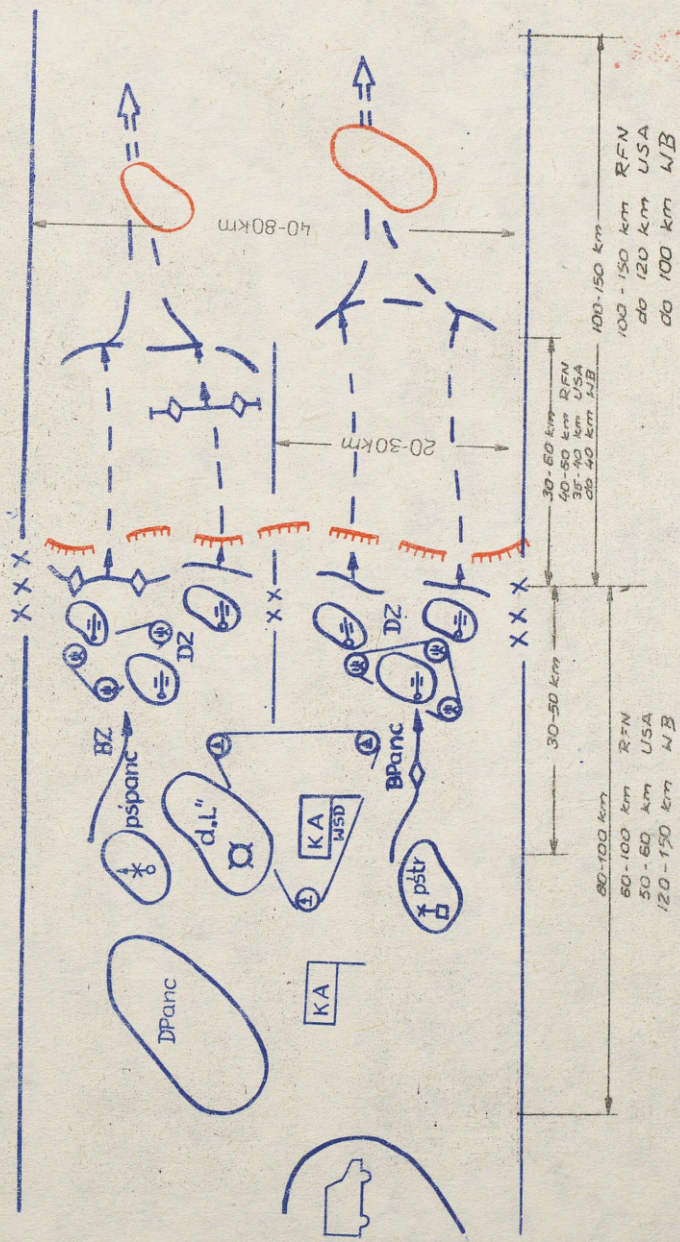 XXX
BZ
DZ
pśpanc
DPanc
d„L"
40-80km
XX
KA
WSD
KA
20-30km
BPanc
DZ
pśtr
XXX
30-50 km
30-60 km
40-60 km RFN
35-40 km USA
do 40 km WB
100-150 km
100-150 km RFN
do 120 km USA
do 100 km WB
80-100 km
60-100 km RFN
50-60 km USA
120-150 km WB